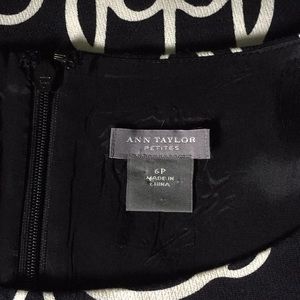 ANN TAYLOR
PETITES
6P
MADE IN
CHINA